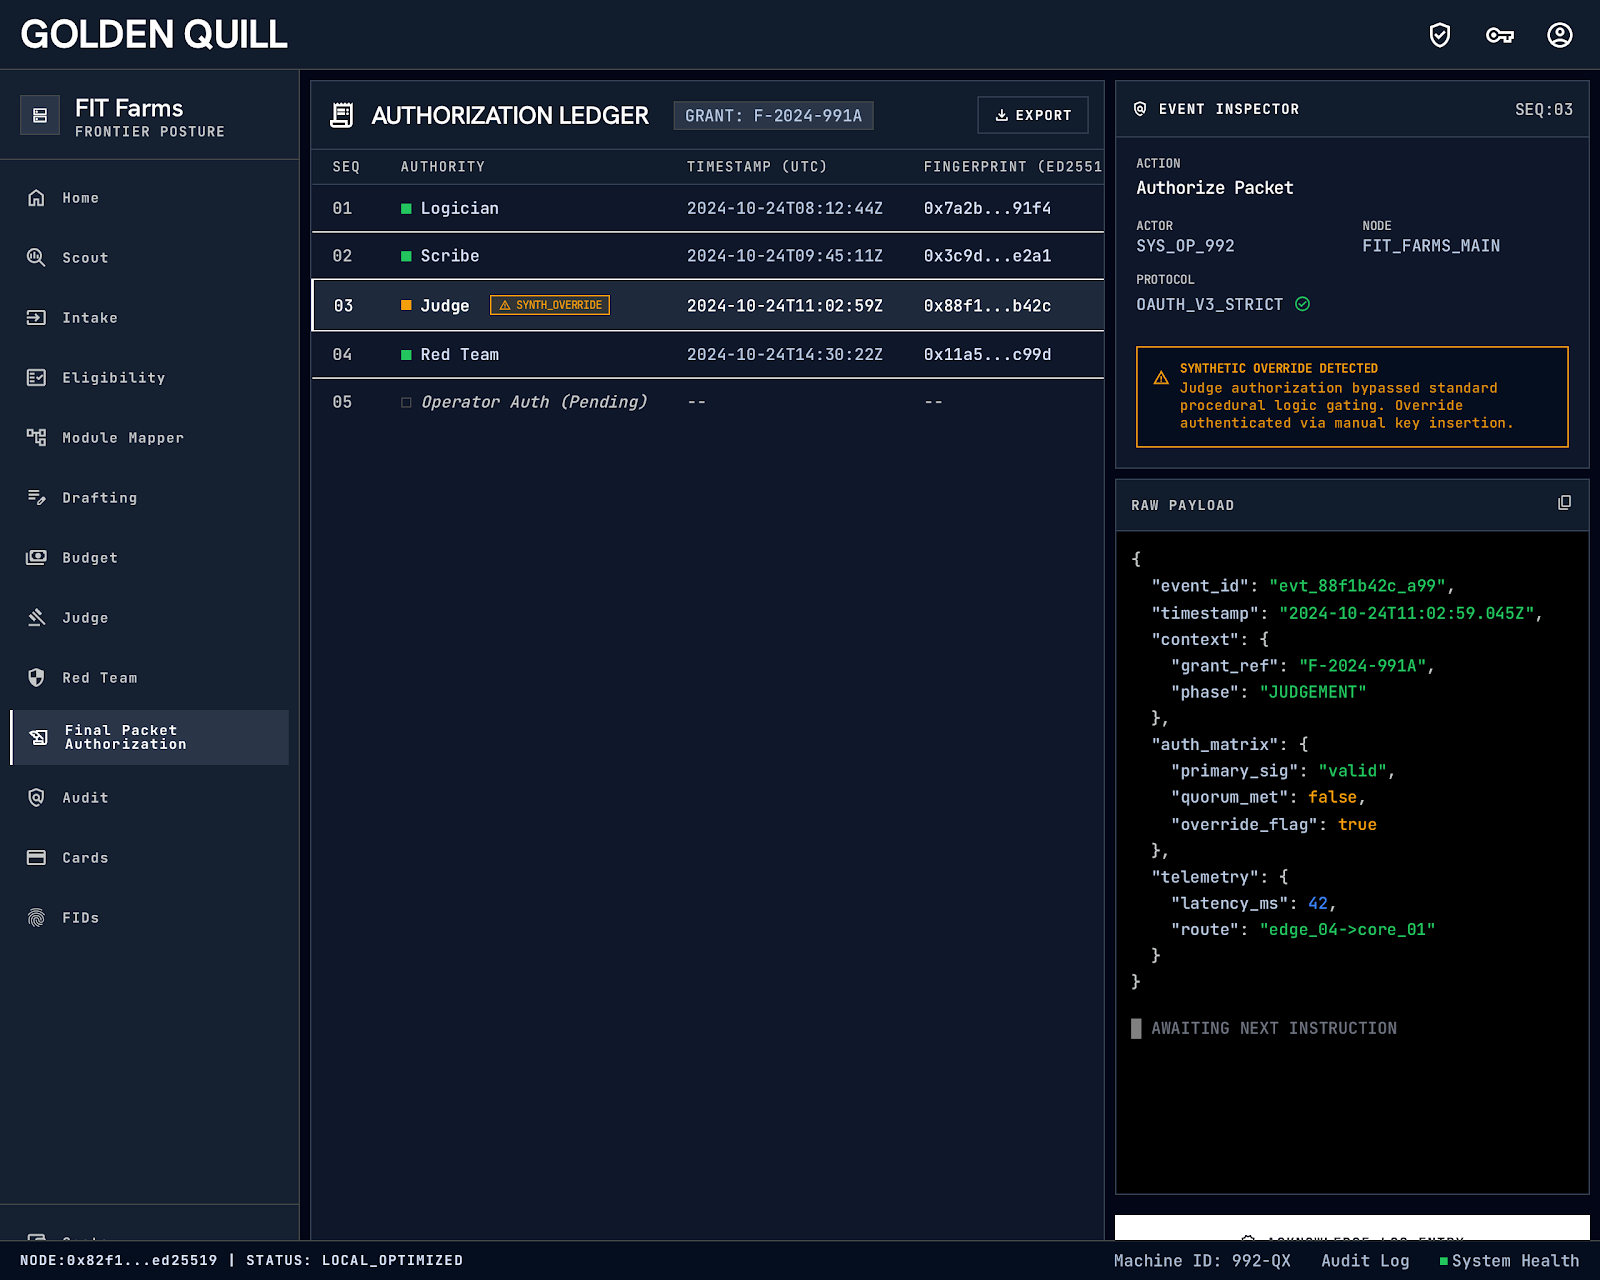 GOLDEN QUILL
FIT Farms
FRONTIER POSTURE
Home
Scout
Intake
Eligibility
Module Mapper
Drafting
Budget
Judge
Red Team
Final Packet
Authorization
Audit
Cards
FIDs
AUTHORIZATION LEDGER GRANT: F-2024-991A EXPORT
SEQ AUTHORITY TIMESTAMP (UTC) FINGERPRINT (ED2551
01 Logician 2024-10-24T08:12:44Z 0x7a2b...91f4
02 Scribe 2024-10-24T09:45:11Z 0x3c9d...e2a1
03 Judge SYNTH_OVERRIDE 2024-10-24T11:02:59Z 0x88f1...b42c
04 Red Team 2024-10-24T14:30:22Z 0x11a5...c99d
05 Operator Auth (Pending) -- --
EVENT INSPECTOR SEQ:03
ACTION
Authorize Packet
ACTOR NODE
SYS_OP_992 FIT_FARMS_MAIN
PROTOCOL
OAUTH_V3_STRICT
SYNTHETIC OVERRIDE DETECTED
Judge authorization bypassed standard
procedural logic gating. Override
authenticated via manual key insertion.
RAW PAYLOAD
{
"event_id": "evt_88f1b42c_a99",
"timestamp": "2024-10-24T11:02:59.045Z",
"context": {
"grant_ref": "F-2024-991A",
"phase": "JUDGEMENT"
},
"auth_matrix": {
"primary_sig": "valid",
"quorum_met": false,
"override_flag": true
},
"telemetry": {
"latency_ms": 42,
"route": "edge_04->core_01"
}
}
AWAITING NEXT INSTRUCTION
ACKNOWLEDGE LOG ENTRY
NODE:0x82f1...ed25519 | STATUS: LOCAL_OPTIMIZED
Machine ID: 992-QX Audit Log System Health